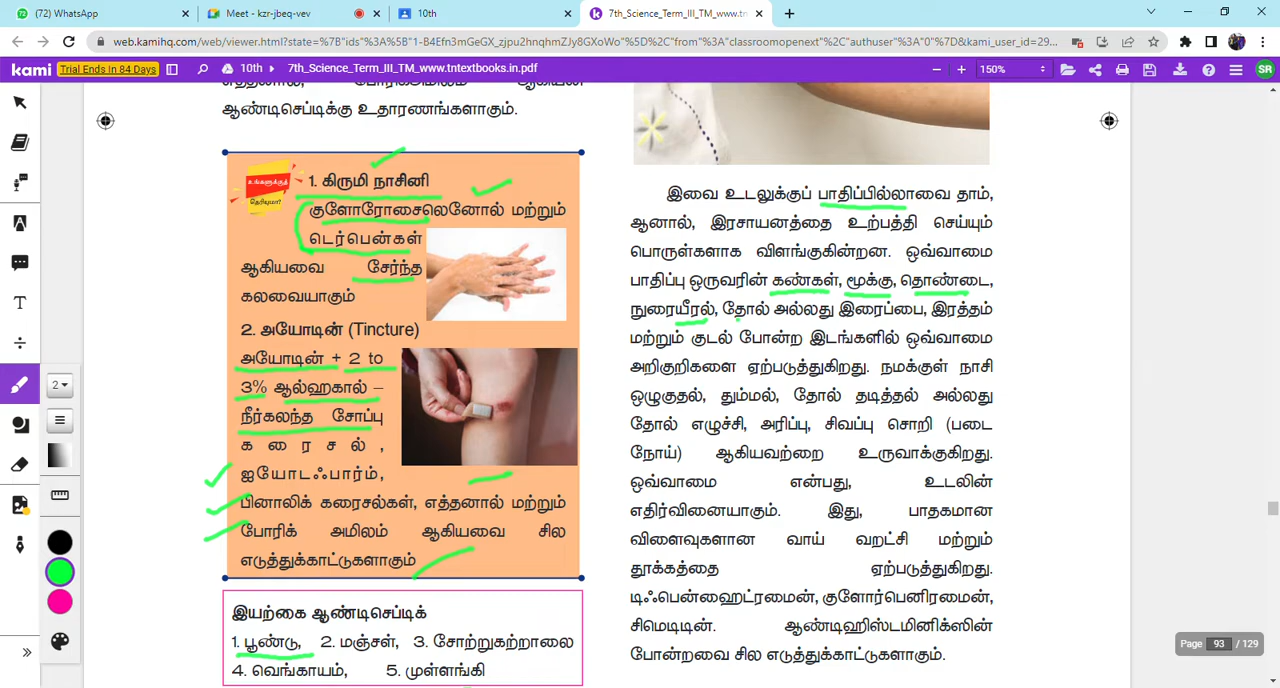 (72) WhatsApp
Meet - kzr-jbeq-vev
10th
7th_Science_Term_III_TM_www.tn
web.kamihq.com/web/viewer.html?state=%7B"ids"%3A%5B"1-B4Efn3mGeGX_zjpu2hnqhmZJy8GXoWo"%5D%2C"from"%3A"classroomopenext"%2C"authuser"%3A"0"%7D&kami_user_id=29...
kami
Trial Ends In 84 Days
10th
7th_Science_Term_III_TM_www.tntextbooks.in.pdf
150%
SR
ஆண்டிசெப்டிக்கு உதாரணங்களாகும்.
உங்களுக்குத்
தெரியுமா?
1. கிருமி நாசினி
குளோரோசைலெனோல் மற்றும்
டெர்பென்கள்
ஆகியவை சேர்ந்த
கலவையாகும்
2. அயோடின் (Tincture)
அயோடின் + 2 to
3% ஆல்ஹகால் –
நீர்கலந்த சோப்பு
கரைசல்,
ஐயோடஃபார்ம்,
பினாலிக் கரைசல்கள், எத்தனால் மற்றும்
போரிக் அமிலம் ஆகியவை சில
எடுத்துக்காட்டுகளாகும்
இயற்கை ஆண்டிசெப்டிக்
1. பூண்டு, 2. மஞ்சள், 3. சோற்றுகற்றாலை
4. வெங்காயம், 5. முள்ளங்கி
இவை உடலுக்குப் பாதிப்பில்லாவை தாம்,
ஆனால், இரசாயனத்தை உற்பத்தி செய்யும்
பொருள்களாக விளங்குகின்றன. ஒவ்வாமை
பாதிப்பு ஒருவரின் கண்கள், மூக்கு, தொண்டை,
நுரையீரல், தோல் அல்லது இரைப்பை, இரத்தம்
மற்றும் குடல் போன்ற இடங்களில் ஒவ்வாமை
அறிகுறிகளை ஏற்படுத்துகிறது. நமக்குள் நாசி
ஒழுகுதல், தும்மல், தோல் தடித்தல் அல்லது
தோல் எழுச்சி, அரிப்பு, சிவப்பு சொறி (படை
நோய்) ஆகியவற்றை உருவாக்குகிறது.
ஒவ்வாமை என்பது, உடலின்
எதிர்வினையாகும். இது, பாதகமான
விளைவுகளான வாய் வறட்சி மற்றும்
தூக்கத்தை ஏற்படுத்துகிறது.
டிஃபென்ஹைட்ரமைன், குளோர்பெனிரமைன்,
சிமெடிடின். ஆண்டிஹிஸ்டமினிக்ஸின்
போன்றவை சில எடுத்துக்காட்டுகளாகும்.
2
Page 93 / 129